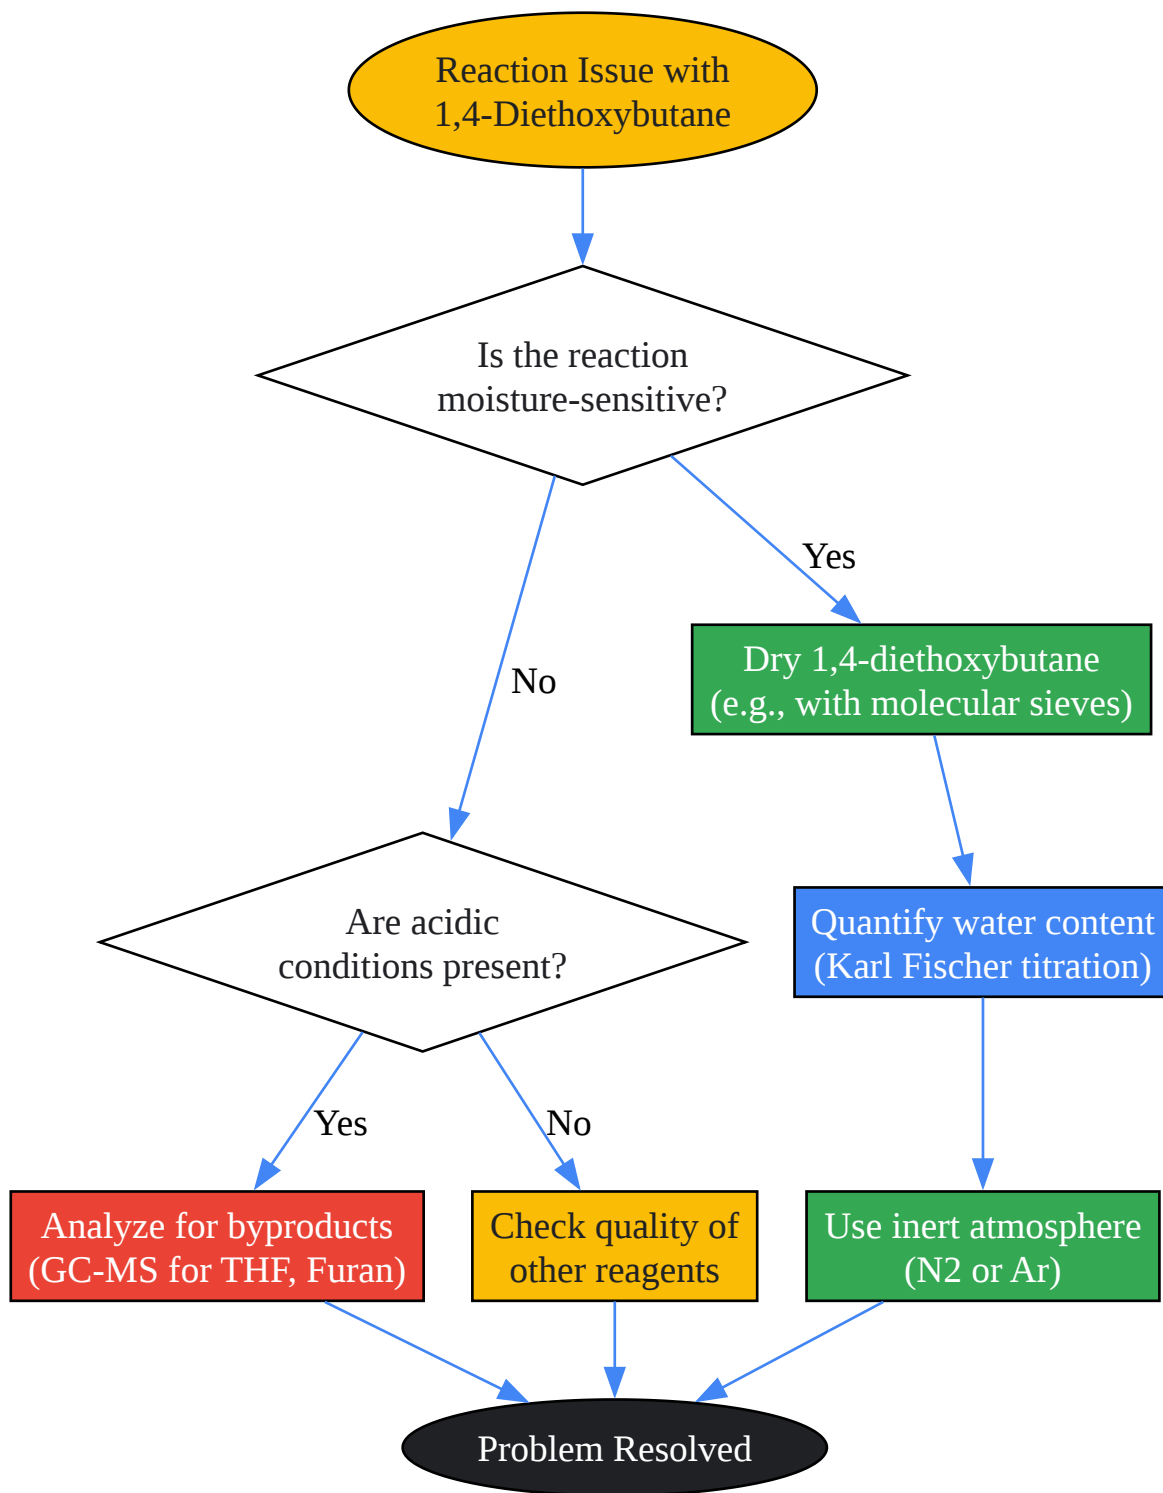 Reaction Issue with
1,4-Diethoxybutane
Is the reaction
moisture-sensitive?
Yes
No
Dry 1,4-diethoxybutane
(e.g., with molecular sieves)
Quantify water content
(Karl Fischer titration)
Are acidic
conditions present?
Yes
No
Analyze for byproducts
(GC-MS for THF, Furan)
Check quality of
other reagents
Use inert atmosphere
(N2 or Ar)
Problem Resolved